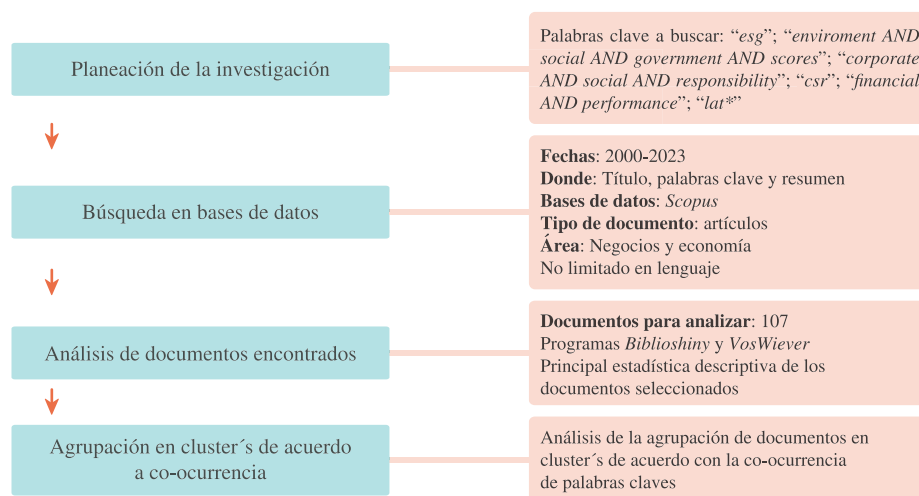 Planeación de la investigación
Palabras clave a buscar: “esg”; “enviroment AND
social AND government AND scores”; “corporate
AND social AND responsibility”; “csr”; “financial
AND performance”; “lat*”
Búsqueda en bases de datos
Fechas: 2000-2023
Donde: Título, palabras clave y resumen
Bases de datos: Scopus
Tipo de documento: artículos
Área: Negocios y economía
No limitado en lenguaje
Análisis de documentos encontrados
Documentos para analizar: 107
Programas Biblioshiny y VosWiever
Principal estadística descriptiva de los
documentos seleccionados
Agrupación en cluster´s de acuerdo
a co-ocurrencia
Análisis de la agrupación de documentos en
cluster´s de acuerdo con la co-ocurrencia
de palabras claves